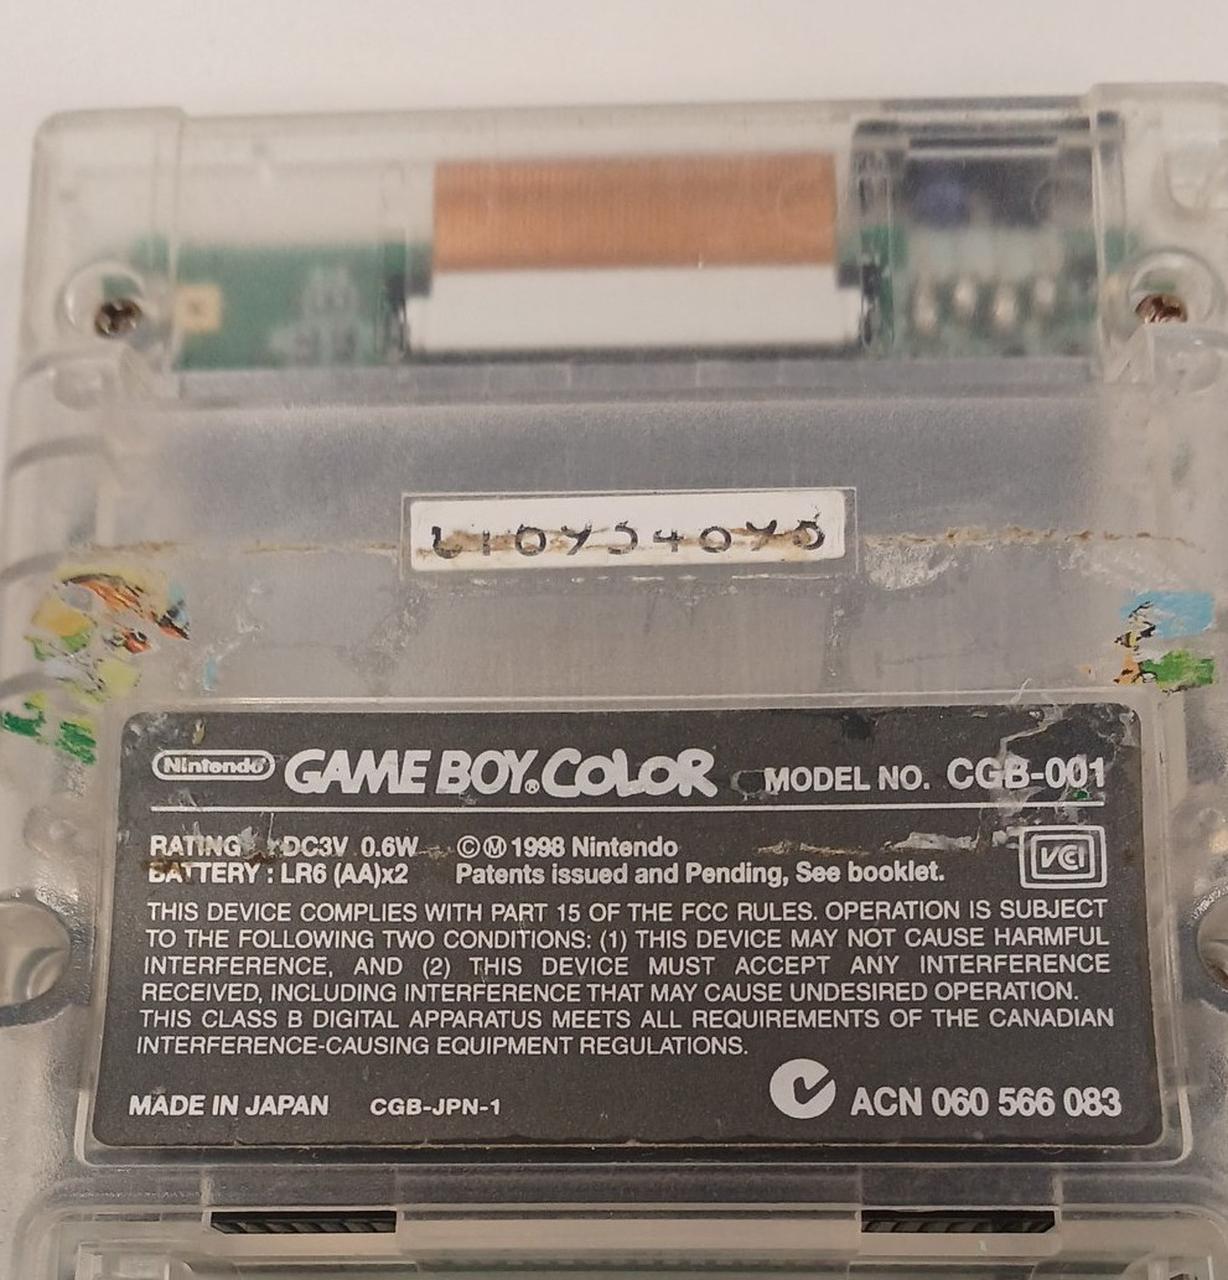 Nintendo GAME BOY COLOR MODEL NO. CGB-001
RATING : DC3V 0.6W ©Ⓜ 1998 Nintendo
BATTERY : LR6 (AA)x2 Patents issued and Pending, See booklet.
VCI
THIS DEVICE COMPLIES WITH PART 15 OF THE FCC RULES. OPERATION IS SUBJECT
TO THE FOLLOWING TWO CONDITIONS: (1) THIS DEVICE MAY NOT CAUSE HARMFUL
INTERFERENCE, AND (2) THIS DEVICE MUST ACCEPT ANY INTERFERENCE
RECEIVED, INCLUDING INTERFERENCE THAT MAY CAUSE UNDESIRED OPERATION.
THIS CLASS B DIGITAL APPARATUS MEETS ALL REQUIREMENTS OF THE CANADIAN
INTERFERENCE-CAUSING EQUIPMENT REGULATIONS.
MADE IN JAPAN CGB-JPN-1 ACN 060 566 083